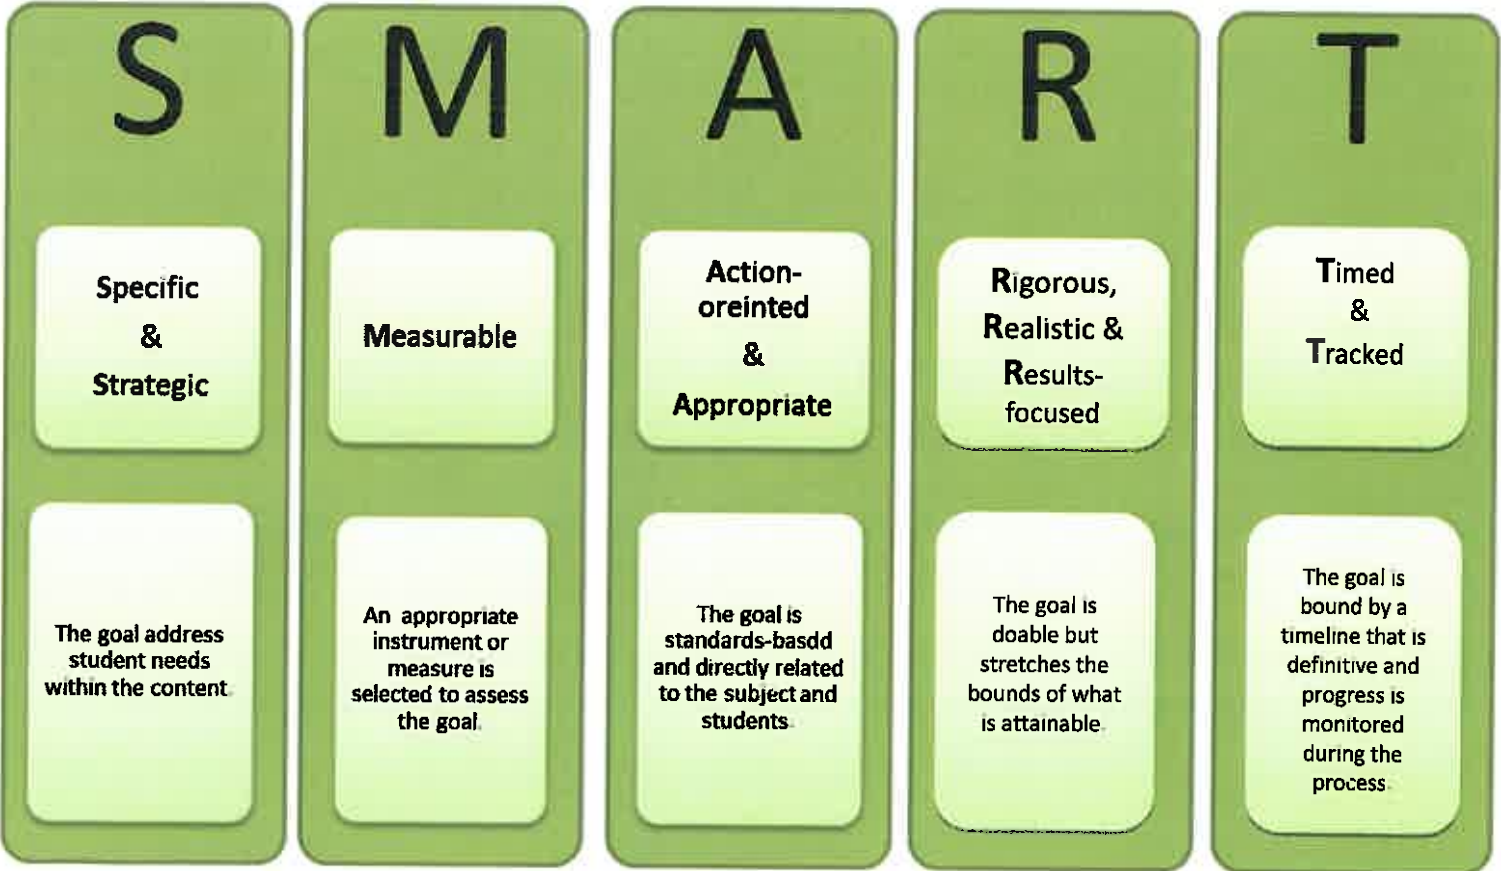 S
Specific
&
Strategic
The goal address
student needs
within the content.
M
Measurable
An appropriate
instrument or
measure is
selected to assess
the goal.
A
Action-
oreinted
&
Appropriate
The goal is
standards-basdd
and directly related
to the subject and
students.
R
Rigorous,
Realistic &
Results-
focused
The goal is
doable but
stretches the
bounds of what
is attainable.
T
Timed
&
Tracked
The goal is
bound by a
timeline that is
definitive and
progress is
monitored
during the
process.